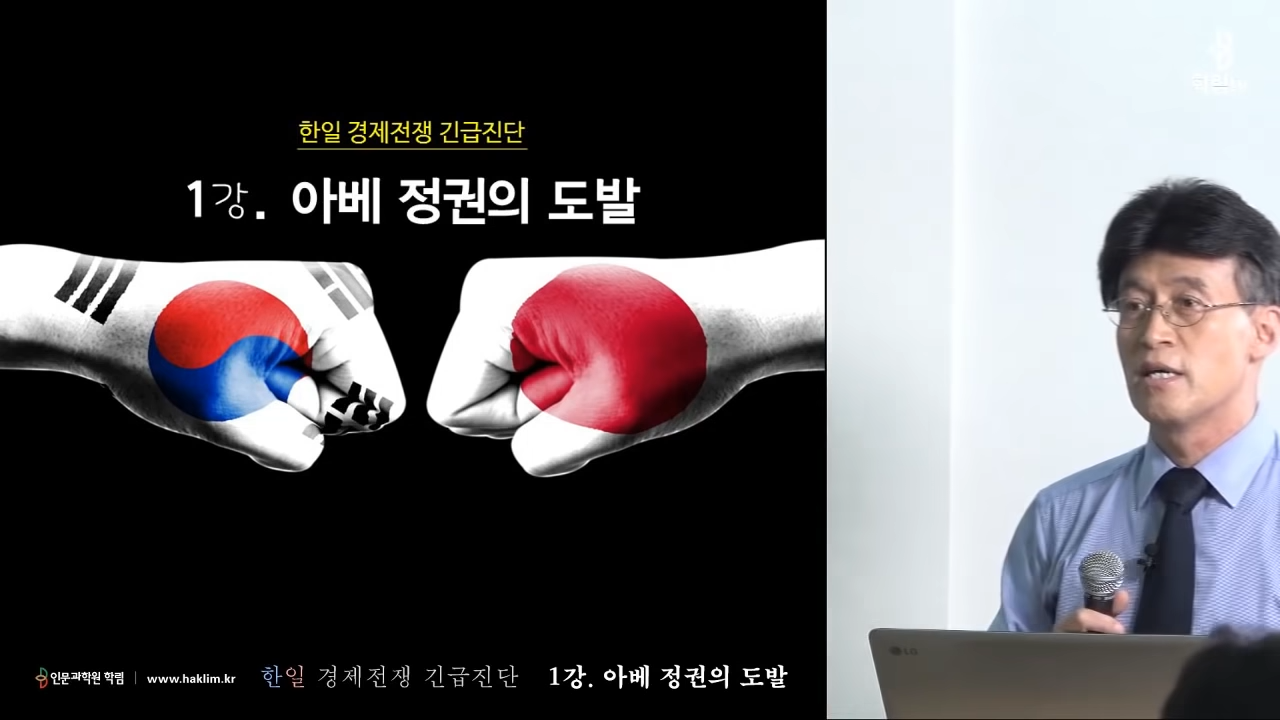 한일 경제전쟁 긴급진단
1강. 아베 정권의 도발
인문과학원 학림 | www.haklim.kr
한일 경제전쟁 긴급진단 1강. 아베 정권의 도발
학림
LG